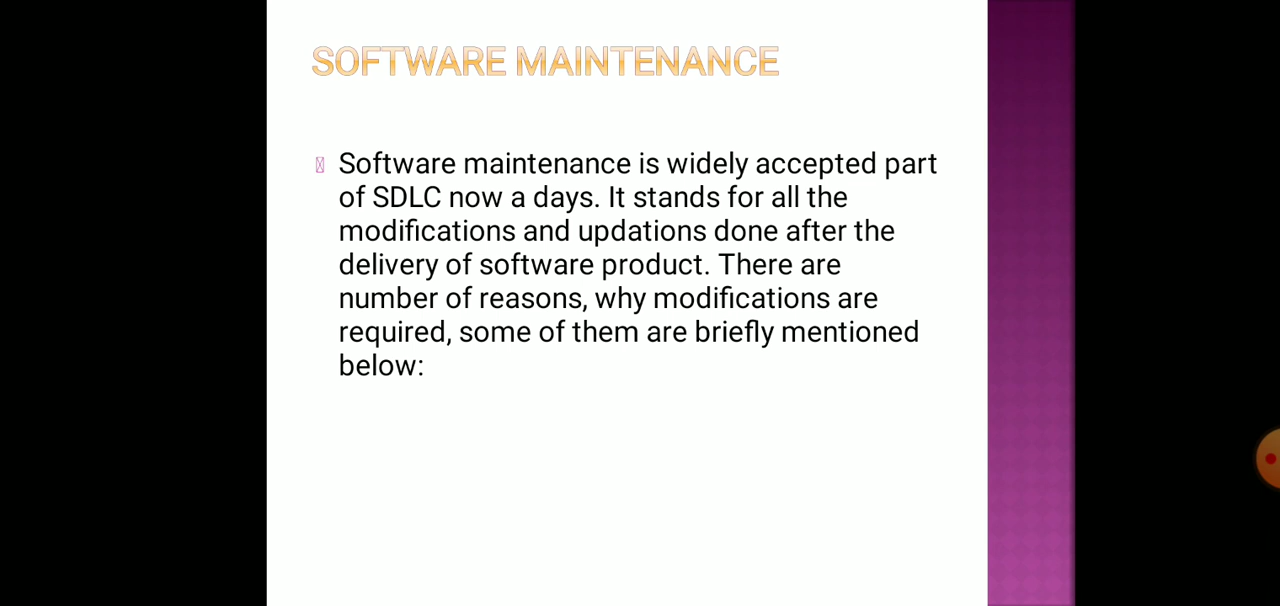 SOFTWARE MAINTENANCE
Software maintenance is widely accepted part
of SDLC now a days. It stands for all the
modifications and updations done after the
delivery of software product. There are
number of reasons, why modifications are
required, some of them are briefly mentioned
below: